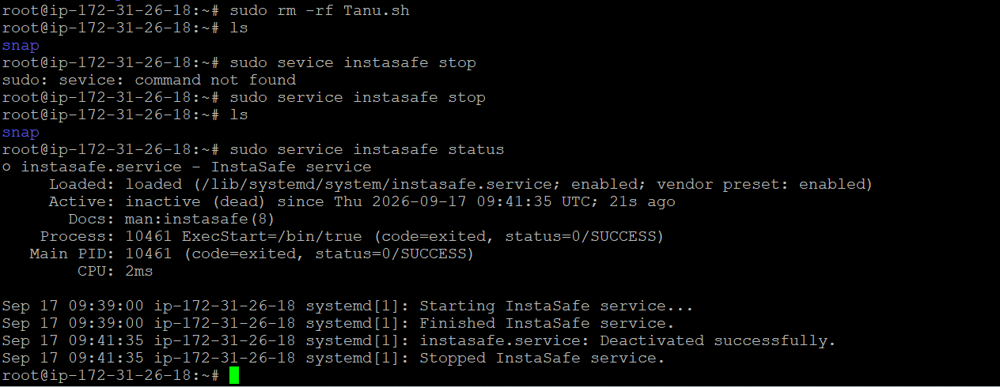 root@ip-172-31-26-18:~# sudo rm -rf Tanu.sh
root@ip-172-31-26-18:~# ls
snap
root@ip-172-31-26-18:~# sudo sevice instasafe stop
sudo: sevice: command not found
root@ip-172-31-26-18:~# sudo service instasafe stop
root@ip-172-31-26-18:~# ls
snap
root@ip-172-31-26-18:~# sudo service instasafe status
○ instasafe.service - InstaSafe service
     Loaded: loaded (/lib/systemd/system/instasafe.service; enabled; vendor preset: enabled)
     Active: inactive (dead) since Thu 2026-09-17 09:41:35 UTC; 21s ago
       Docs: man:instasafe(8)
    Process: 10461 ExecStart=/bin/true (code=exited, status=0/SUCCESS)
   Main PID: 10461 (code=exited, status=0/SUCCESS)
        CPU: 2ms

Sep 17 09:39:00 ip-172-31-26-18 systemd[1]: Starting InstaSafe service...
Sep 17 09:39:00 ip-172-31-26-18 systemd[1]: Finished InstaSafe service.
Sep 17 09:41:35 ip-172-31-26-18 systemd[1]: instasafe.service: Deactivated successfully.
Sep 17 09:41:35 ip-172-31-26-18 systemd[1]: Stopped InstaSafe service.
root@ip-172-31-26-18:~#